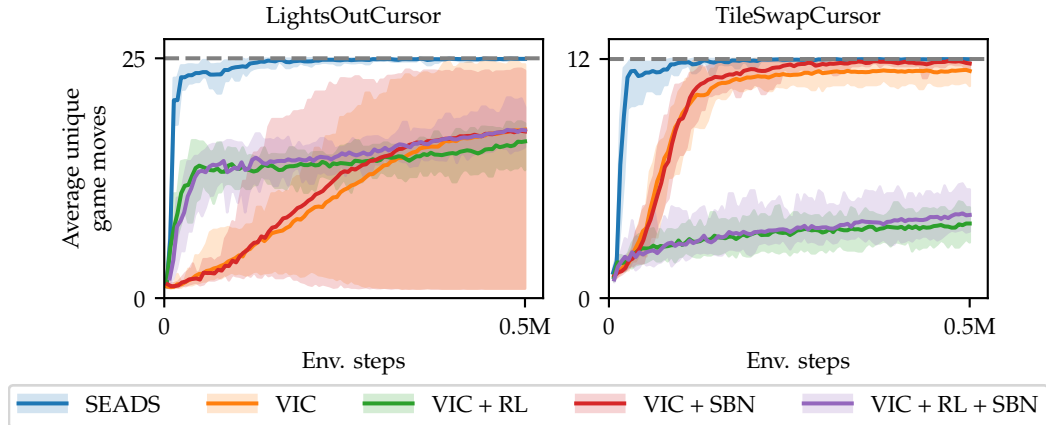 LightsOutCursor
TileSwapCursor
Average unique
game moves
25
0
0
0.5M
Env. steps
12
0
0
0.5M
Env. steps
SEADS VIC VIC + RL VIC + SBN VIC + RL + SBN